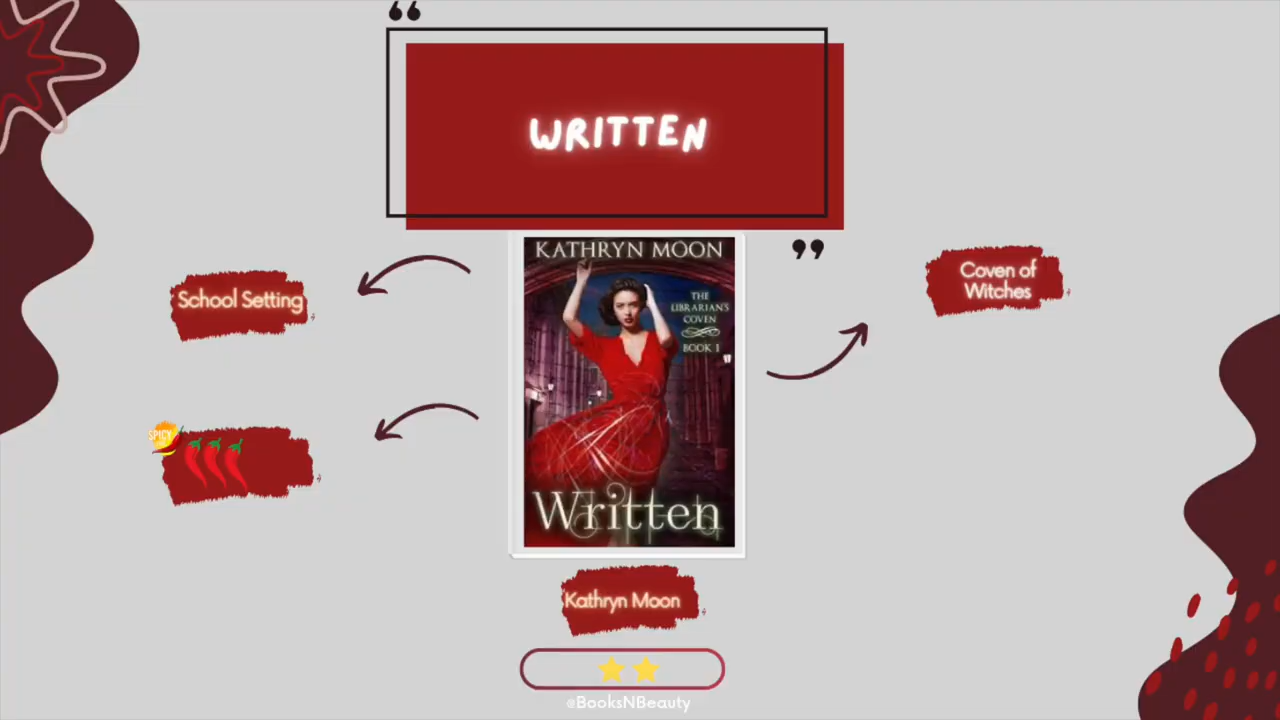 ❝
WRITTEN
❞
School Setting
SPICY
KATHRYN MOON
THE
LIBRARIAN'S
COVEN
BOOK 1
Written
Coven of
Witches
Kathryn Moon
@BooksNBeauty